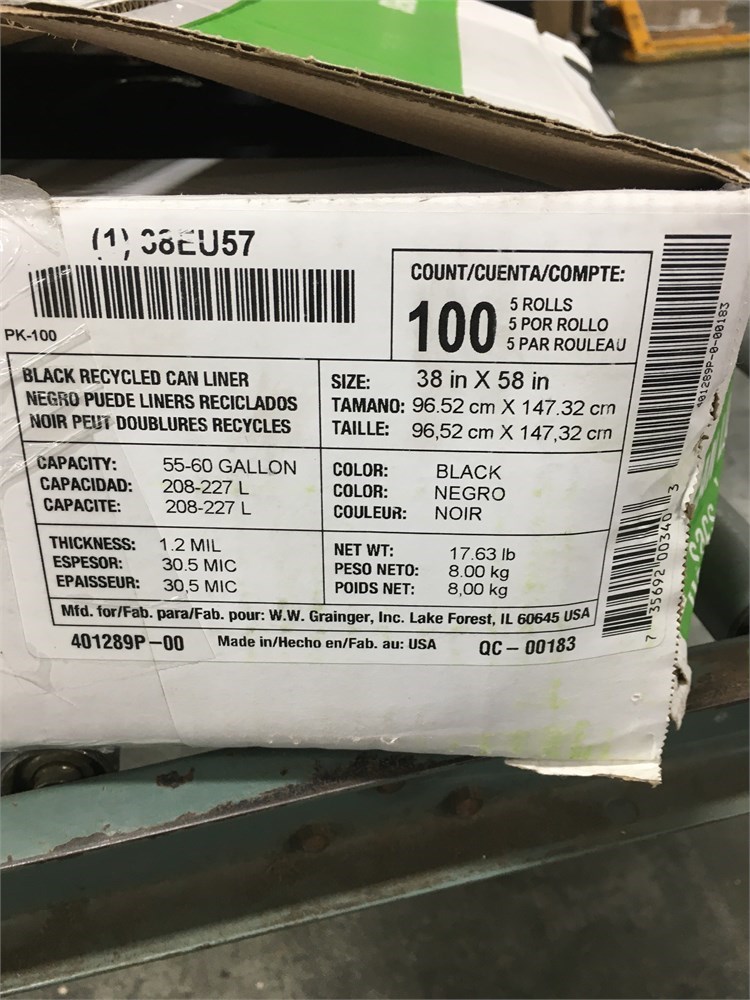 (1) 38EU57
PK-100
COUNT/CUENTA/COMPTE:
100
5 ROLLS
5 POR ROLLO
5 PAR ROULEAU
BLACK RECYCLED CAN LINER
NEGRO PUEDE LINERS RECICLADOS
NOIR PEUT DOUBLURES RECYCLES
SIZE: 38 in X 58 in
TAMANO: 96.52 cm X 147.32 cm
TAILLE: 96,52 cm X 147,32 cm
CAPACITY: 55-60 GALLON
CAPACIDAD: 208-227 L
CAPACITE: 208-227 L
COLOR: BLACK
COLOR: NEGRO
COULEUR: NOIR
THICKNESS: 1.2 MIL
ESPESOR: 30.5 MIC
EPAISSEUR: 30,5 MIC
NET WT: 17.63 lb
PESO NETO: 8.00 kg
POIDS NET: 8,00 kg
Mfd. for/Fab. para/Fab. pour: W.W. Grainger, Inc. Lake Forest, IL 60645 USA
401289P-00 Made in/Hecho en/Fab. au: USA QC-00183
401289P-0-00183
7 35692 00340 3